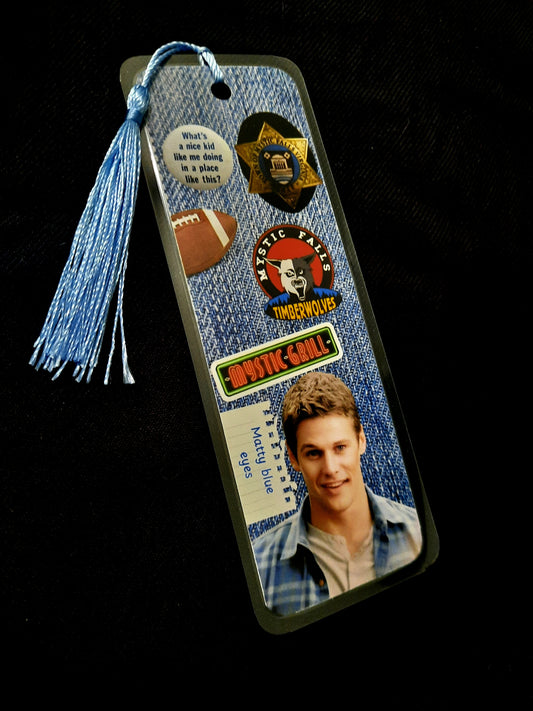 What's
a nice kid
like me doing
in a place
like this?
MYSTIC FALLS
TIMBERWOLVES
MYSTIC GRILL
Matty blue
eyes